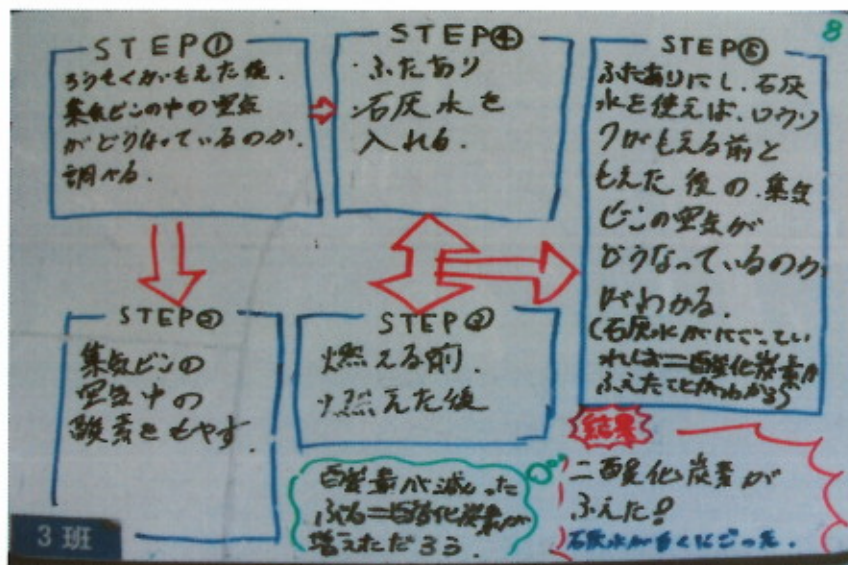 8
STEP①
ろうそくがもえた後.
集気ビンの中の空気
がどうなっているのか.
調べる.
STEP④
・ふたあり
・石灰水を
入れる.
STEP⑤
ふたありにし、石灰
水を使えば、ロウソ
クがもえる前と
もえた後の.集気
ビンの空気が
どうなっているのか
がわかる.
(石灰水がにごってい
れば二酸化炭素が
ふえたことがわかる)
STEP②
集気ビンの
空気中の
酸素をもやす.
STEP③
燃える前.
燃えた後
酸素が減った
ぶん二酸化炭素が
増えただろう.
結果
二酸化炭素が
ふえた!
石灰水が白くにごった.
3 班